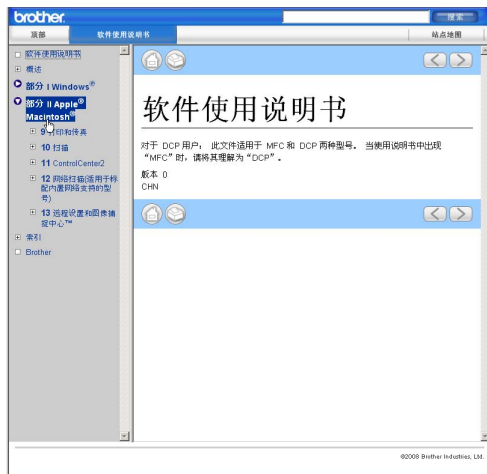 brother.
搜索
顶部
软件使用说明书
站点地图
软件使用说明书
概述
部分 I Windows®
部分 II Apple®
Macintosh®
9 打印和传真
10 扫描
11 ControlCenter2
12 网络扫描(适用于标
配内置网络支持的型
号)
13 远程设置和图像捕
捉中心™
索引
Brother
软件使用说明书
对于 DCP 用户： 此文件适用于 MFC 和 DCP 两种型号。 当使用说明书中出现
“MFC”时，请将其理解为“DCP”。
版本 0
CHN
©2008 Brother Industries, Ltd.